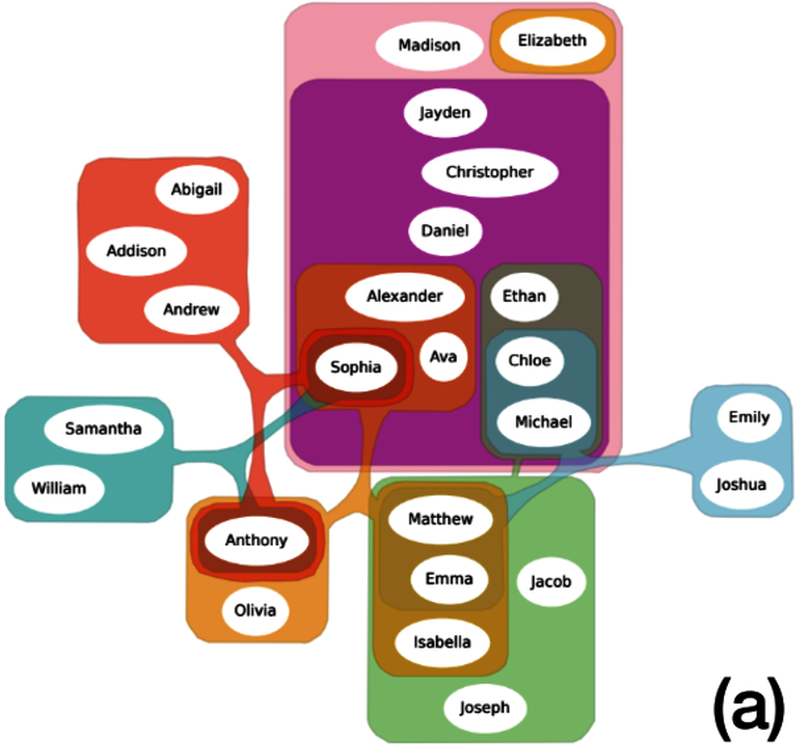 Madison
Elizabeth
Jayden
Christopher
Abigail
Daniel
Addison
Andrew
Alexander
Ethan
Sophia
Ava
Chloe
Samantha
Michael
Emily
William
Joshua
Matthew
Anthony
Emma
Jacob
Olivia
Isabella
Joseph
(a)